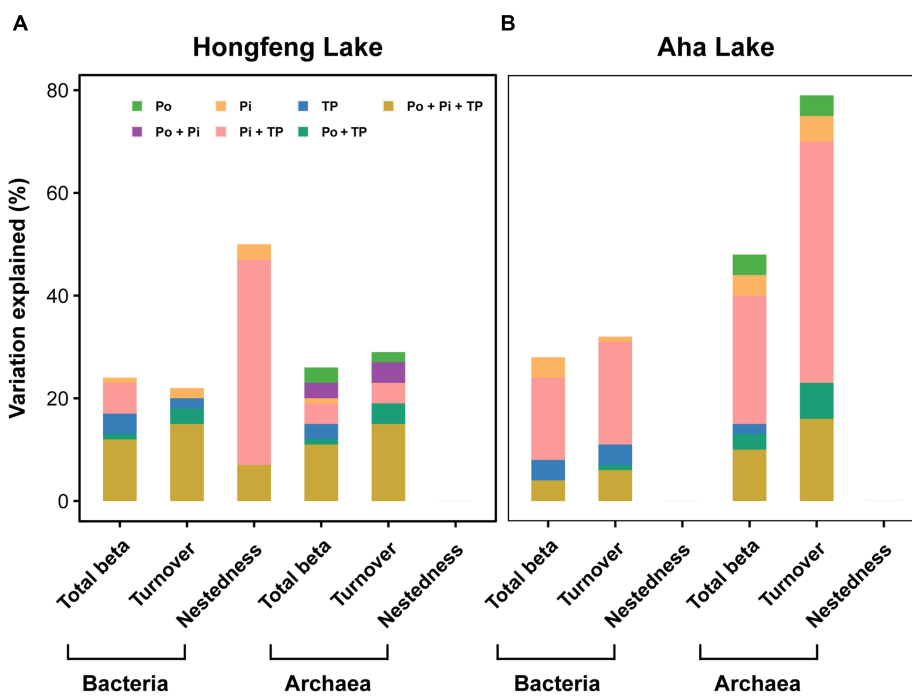 A
Hongfeng Lake
B
Aha Lake
Variation explained (%)
80
60
40
20
0
Po
Pi
TP
Po + Pi + TP
Po + Pi
Pi + TP
Po + TP
Total beta
Turnover
Nestedness
Total beta
Turnover
Nestedness
Total beta
Turnover
Nestedness
Total beta
Turnover
Nestedness
Bacteria
Archaea
Bacteria
Archaea